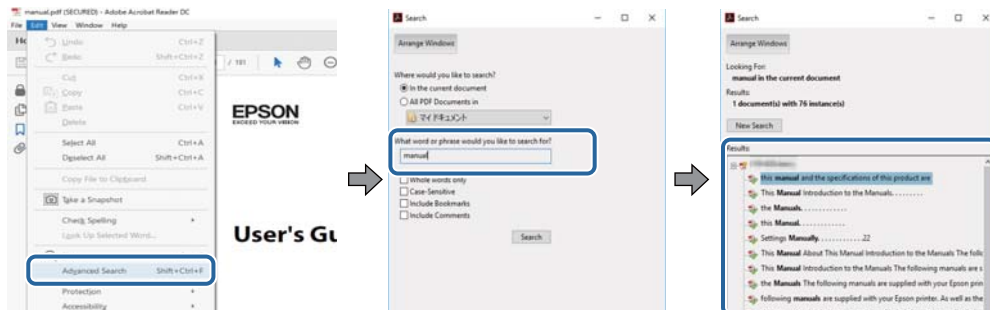 manual.pdf (SECURED) - Adobe Acrobat Reader DC
File Edit View Window Help
Undo Ctrl+Z
Redo Shift+Ctrl+Z
Cut Ctrl+X
Copy Ctrl+C
Paste Ctrl+V
Delete
Select All Ctrl+A
Deselect All Shift+Ctrl+A
Copy File to Clipboard
Take a Snapshot
Check Spelling
Look Up Selected Word...
Advanced Search Shift+Ctrl+F
Protection
Accessibility
/ 191
EPSON
EXCEED YOUR VISION
User's Gu
Search
Arrange Windows
Where would you like to search?
In the current document
All PDF Documents in
マイ ドキュメント
What word or phrase would you like to search for?
manual
Whole words only
Case-Sensitive
Include Bookmarks
Include Comments
Search
Search
Arrange Windows
Looking For:
manual in the current document
Results:
1 document(s) with 76 instance(s)
New Search
Results:
this manual and the specifications of this product are
This Manual Introduction to the Manuals.........
the Manuals.............
this Manual.............
Settings Manually.............22
This Manual About This Manual Introduction to the Manuals The follo
This Manual Introduction to the Manuals The following manuals are s
the Manuals The following manuals are supplied with your Epson prin
following manuals are supplied with your Epson printer. As well as the